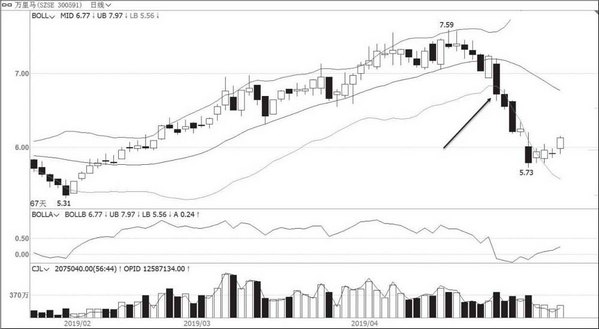 万里马(SZSE 300591) 日线
BOLL MID 6.77↓ UB 7.97↓ LB 5.56↓
7.59
7.00
6.00
5.73
67天 5.31
BOLLA BOLLB 6.77↓ UB 7.97↓ LB 5.56↓ A 0.24↑
0.50
0.00
CJL 2075040.00(56:44)↑ OPID 12587134.00↑
370万
2019/02 2019/03 2019/04